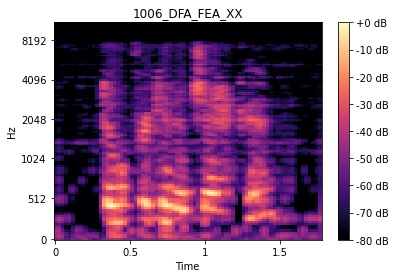 1006_DFA_FEA_XX
+0 dB
8192
-10 dB
4096
-20 dB
-30 dB
2048
Hz
-40 dB
1024
-50 dB
512
-60 dB
-70 dB
0
-80 dB
0
0.5
1
1.5
Time